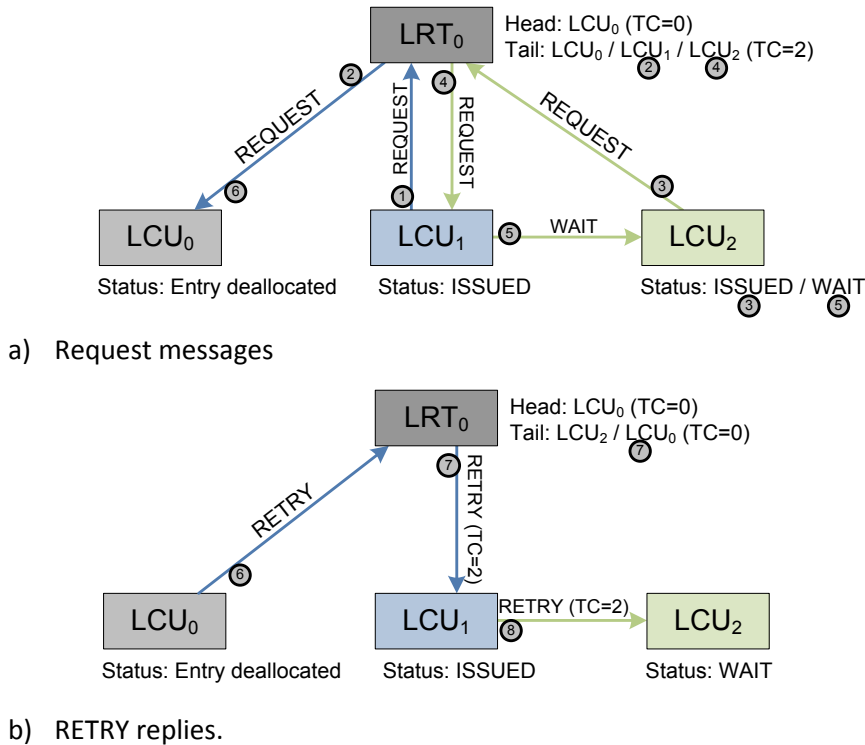 LRT0
Head: LCU0 (TC=0)
Tail: LCU0 / LCU1 / LCU2 (TC=2)
2
4
2
4
REQUEST
REQUEST
REQUEST
REQUEST
6
1
3
LCU0
LCU1
5
WAIT
LCU2
Status: Entry deallocated
Status: ISSUED
Status: ISSUED / WAIT
3
5
a) Request messages
LRT0
Head: LCU0 (TC=0)
Tail: LCU2 / LCU0 (TC=0)
7
7
RETRY
RETRY (TC=2)
6
LCU0
LCU1
RETRY (TC=2)
8
LCU2
Status: Entry deallocated
Status: ISSUED
Status: WAIT
b) RETRY replies.